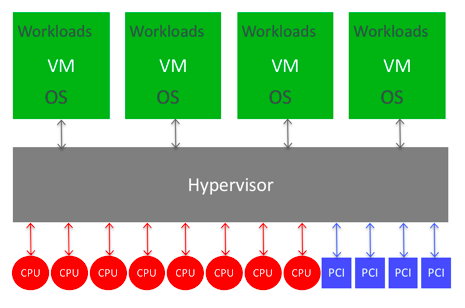 Workloads Workloads Workloads Workloads
VM VM VM VM
OS OS OS OS
Hypervisor
CPU CPU CPU CPU CPU CPU CPU CPU PCI PCI PCI PCI